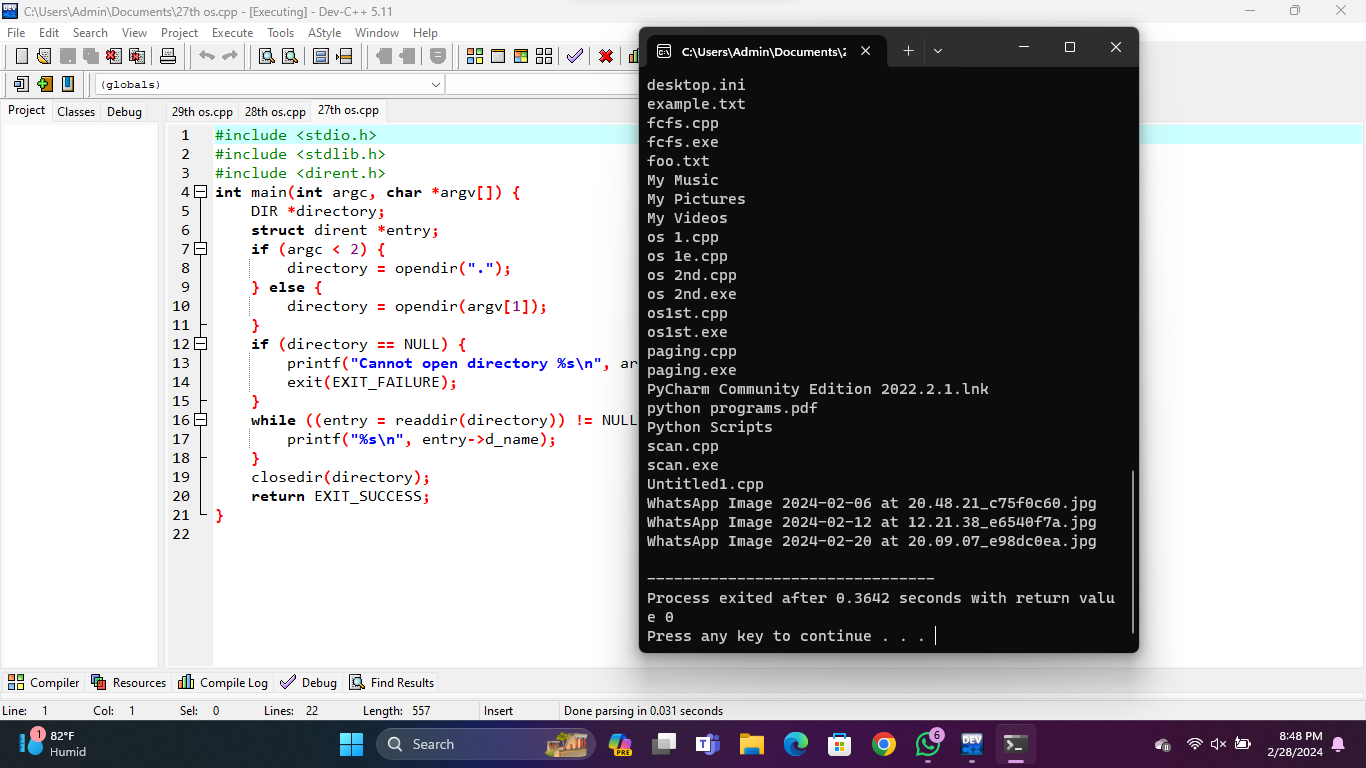 C:\Users\Admin\Documents\27th os.cpp - [Executing] - Dev-C++ 5.11
File Edit Search View Project Execute Tools AStyle Window Help
(globals)
Project Classes Debug
29th os.cpp 28th os.cpp 27th os.cpp
1 #include <stdio.h>
2 #include <stdlib.h>
3 #include <dirent.h>
4 int main(int argc, char *argv[]) {
5 DIR *directory;
6 struct dirent *entry;
7 if (argc < 2) {
8 directory = opendir(".");
9 } else {
10 directory = opendir(argv[1]);
11 }
12 if (directory == NULL) {
13 printf("Cannot open directory %s\n", ar
14 exit(EXIT_FAILURE);
15 }
16 while ((entry = readdir(directory)) != NULL
17 printf("%s\n", entry->d_name);
18 }
19 closedir(directory);
20 return EXIT_SUCCESS;
21 }
22
C:\Users\Admin\Documents\2
desktop.ini
example.txt
fcfs.cpp
fcfs.exe
foo.txt
My Music
My Pictures
My Videos
os 1.cpp
os 1e.cpp
os 2nd.cpp
os 2nd.exe
os1st.cpp
os1st.exe
paging.cpp
paging.exe
PyCharm Community Edition 2022.2.1.lnk
python programs.pdf
Python Scripts
scan.cpp
scan.exe
Untitled1.cpp
WhatsApp Image 2024-02-06 at 20.48.21_c75f0c60.jpg
WhatsApp Image 2024-02-12 at 12.21.38_e6540f7a.jpg
WhatsApp Image 2024-02-20 at 20.09.07_e98dc0ea.jpg
--------------------------------
Process exited after 0.3642 seconds with return valu
e 0
Press any key to continue . . .
Compiler Resources Compile Log Debug Find Results
Line: 1 Col: 1 Sel: 0 Lines: 22 Length: 557 Insert Done parsing in 0.031 seconds
1
82°F
Humid
Search
PRE
6
DEV
8:48 PM
2/28/2024